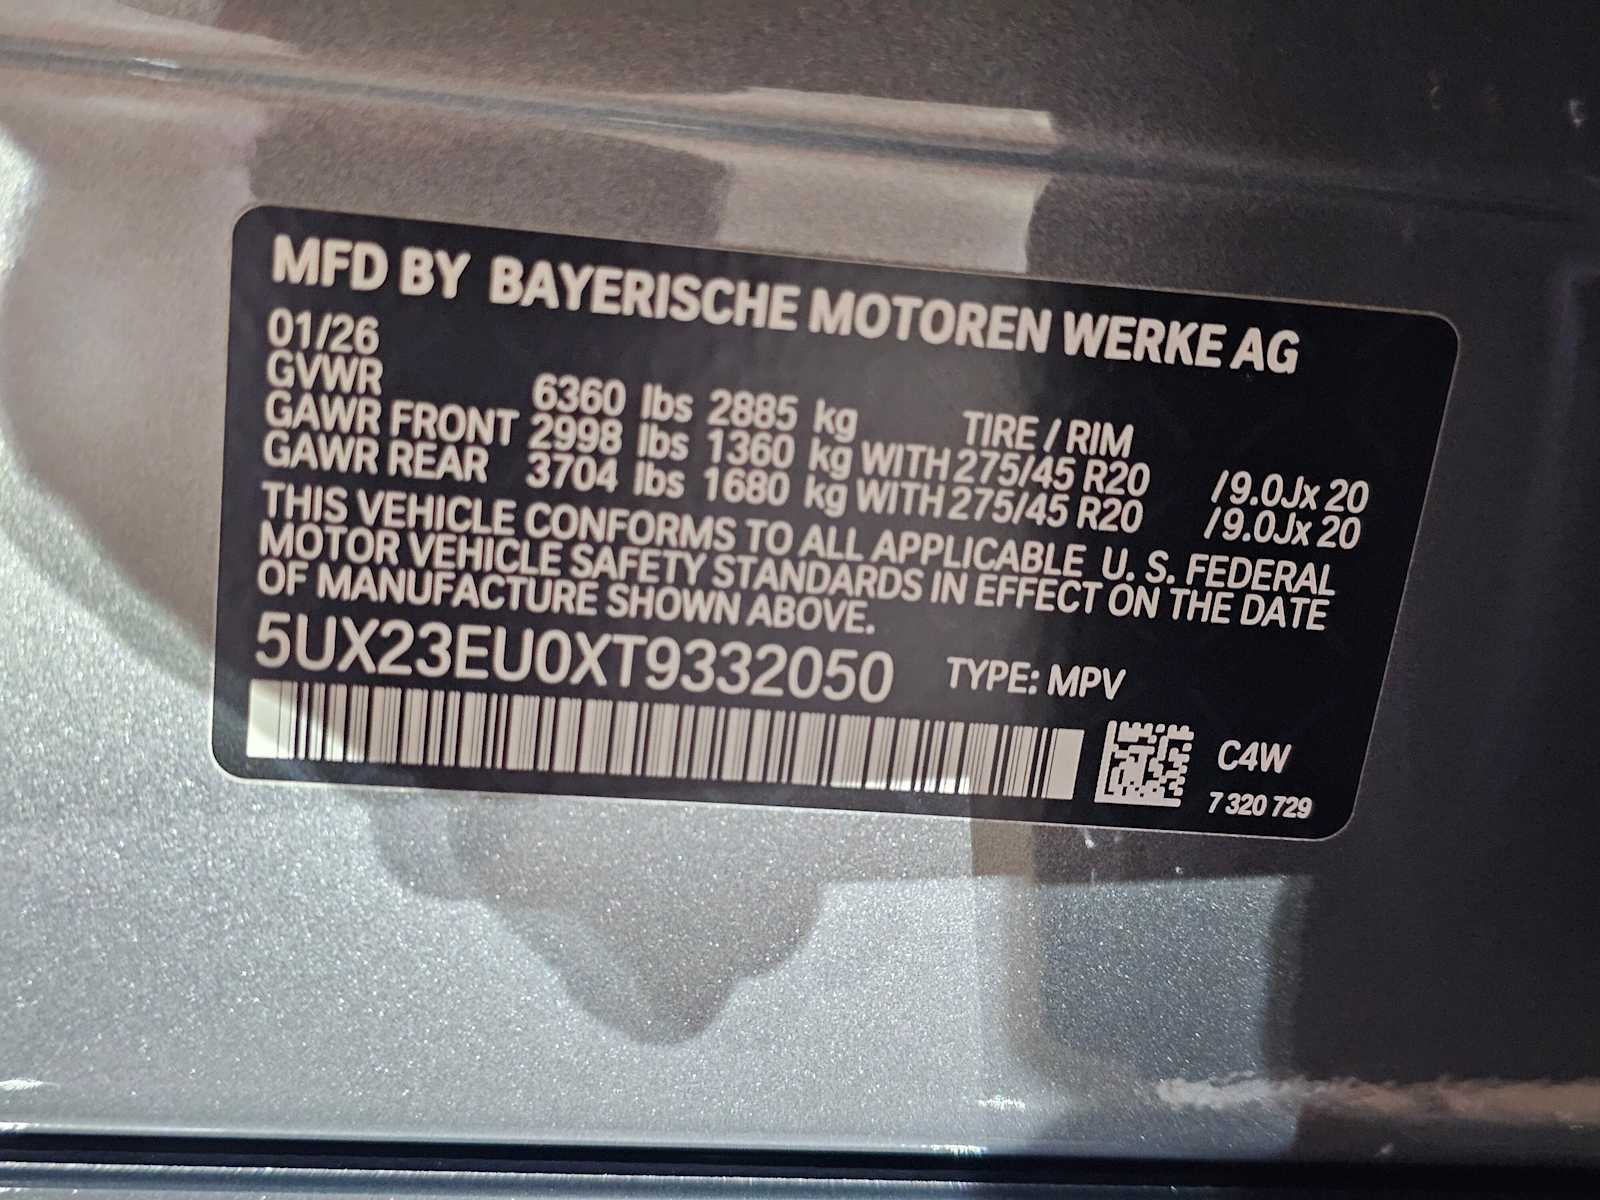 MFD BY BAYERISCHE MOTOREN WERKE AG
01/26
GVWR 6360 lbs 2885 kg TIRE / RIM
GAWR FRONT 2998 lbs 1360 kg WITH 275/45 R20 /9.0Jx 20
GAWR REAR 3704 lbs 1680 kg WITH 275/45 R20 /9.0Jx 20
THIS VEHICLE CONFORMS TO ALL APPLICABLE U. S. FEDERAL
MOTOR VEHICLE SAFETY STANDARDS IN EFFECT ON THE DATE
OF MANUFACTURE SHOWN ABOVE.
5UX23EU0XT9332050 TYPE: MPV
C4W
7 320 729